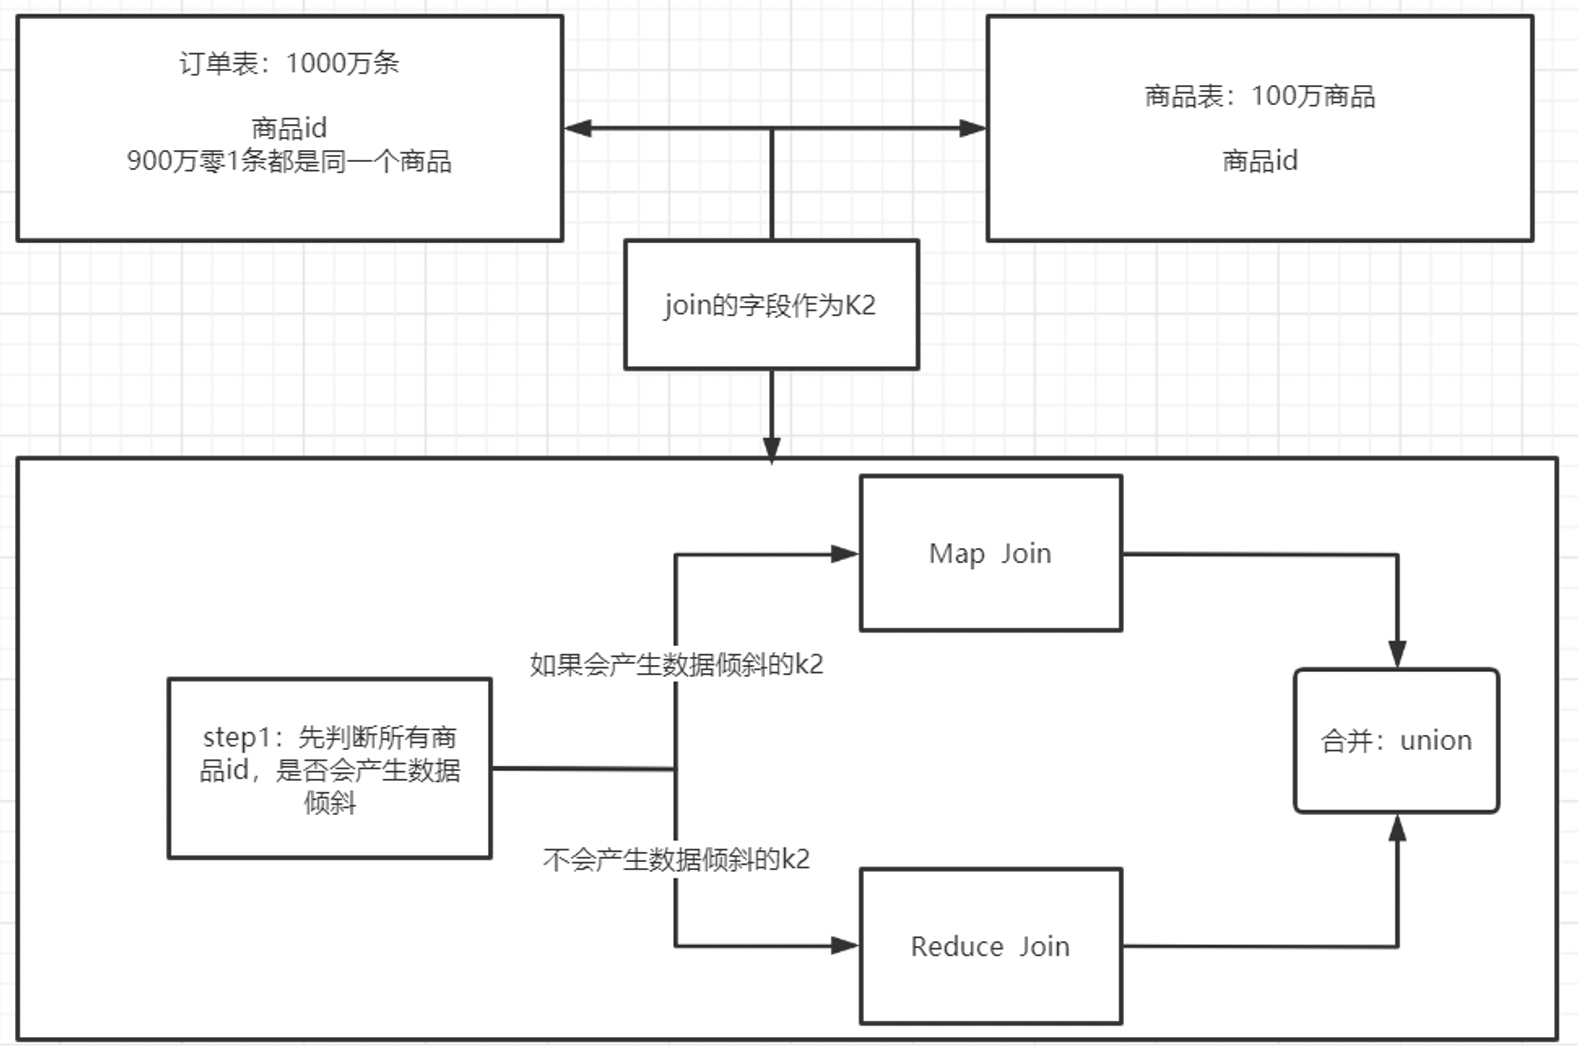 订单表：1000万条
商品id
900万零1条都是同一个商品
商品表：100万商品
商品id
join的字段作为K2
Map Join
如果会产生数据倾斜的k2
step1：先判断所有商
品id，是否会产生数据
倾斜
合并：union
不会产生数据倾斜的k2
Reduce Join